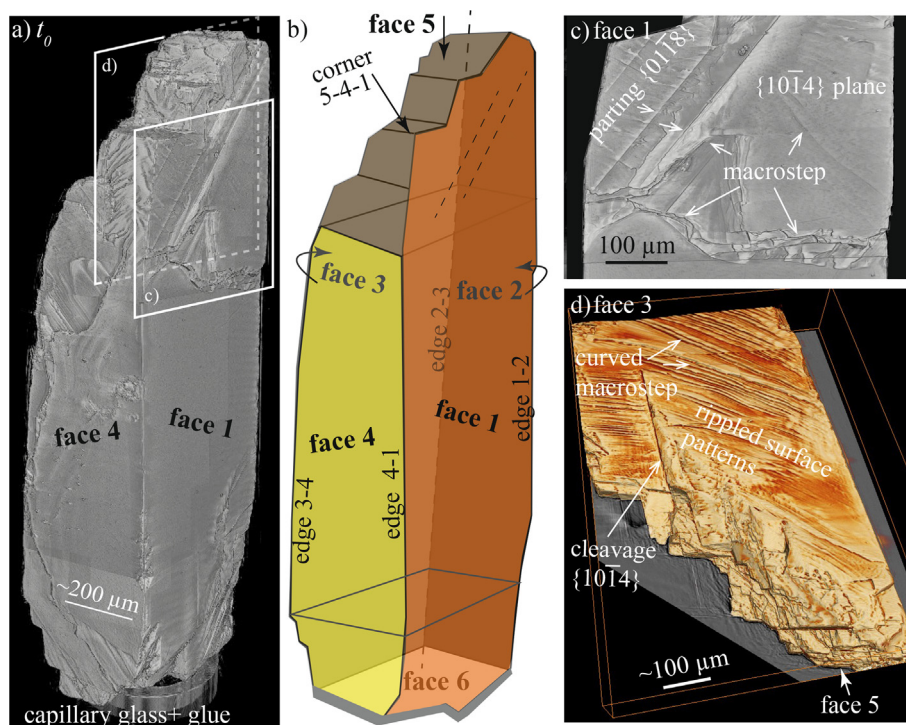 a) t₀
d)
c)
face 4
face 1
~200 µm
capillary glass+ glue
b)
face 5
corner
5-4-1
face 3
face 2
edge 2-3
edge 1-2
face 1
face 4
edge 4-1
edge 3-4
face 6
c) face 1
parting {011̅8}
{101̅4} plane
macrostep
100 µm
d) face 3
curved
macrostep
rippled surface
patterns
cleavage
{101̅4}
~100 µm
face 5